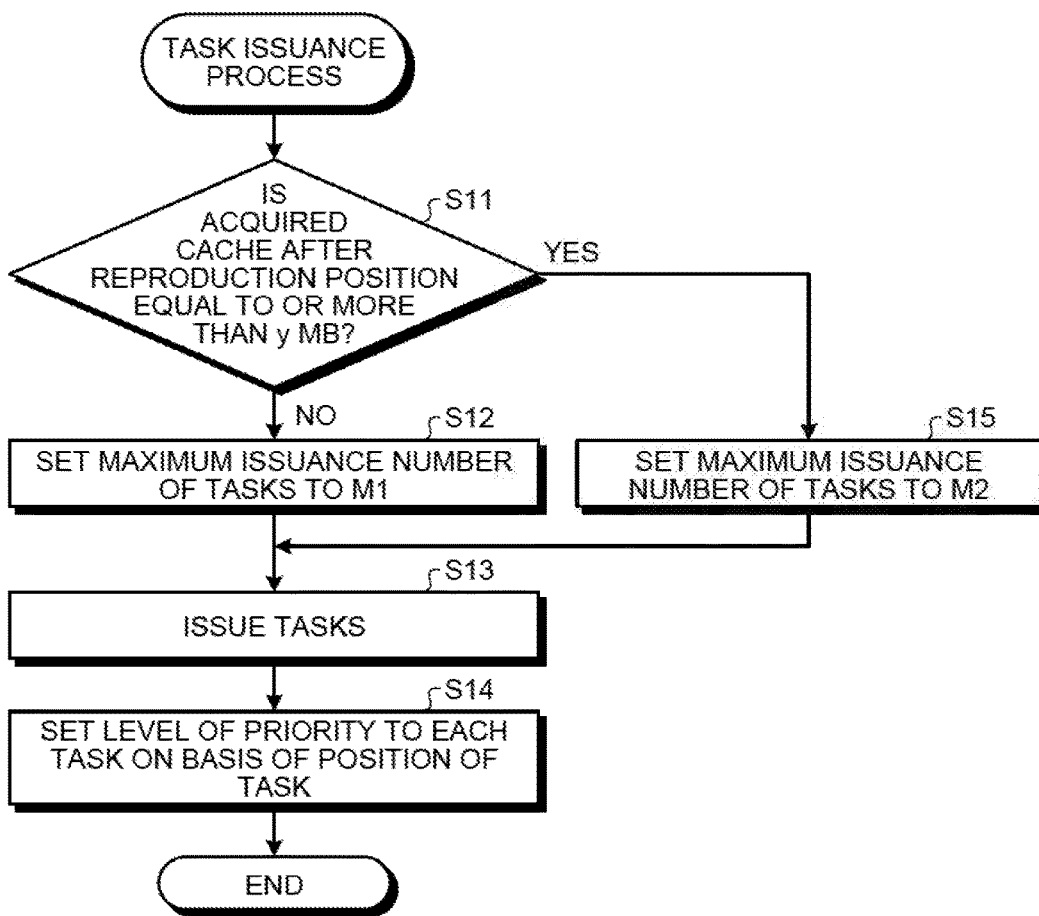 TASK ISSUANCE
PROCESS
S11
IS
ACQUIRED
CACHE AFTER
REPRODUCTION POSITION
EQUAL TO OR MORE
THAN y MB?
YES
NO
S12
SET MAXIMUM ISSUANCE NUMBER
OF TASKS TO M1
S15
SET MAXIMUM ISSUANCE
NUMBER OF TASKS TO M2
S13
ISSUE TASKS
S14
SET LEVEL OF PRIORITY TO EACH
TASK ON BASIS OF POSITION OF
TASK
END